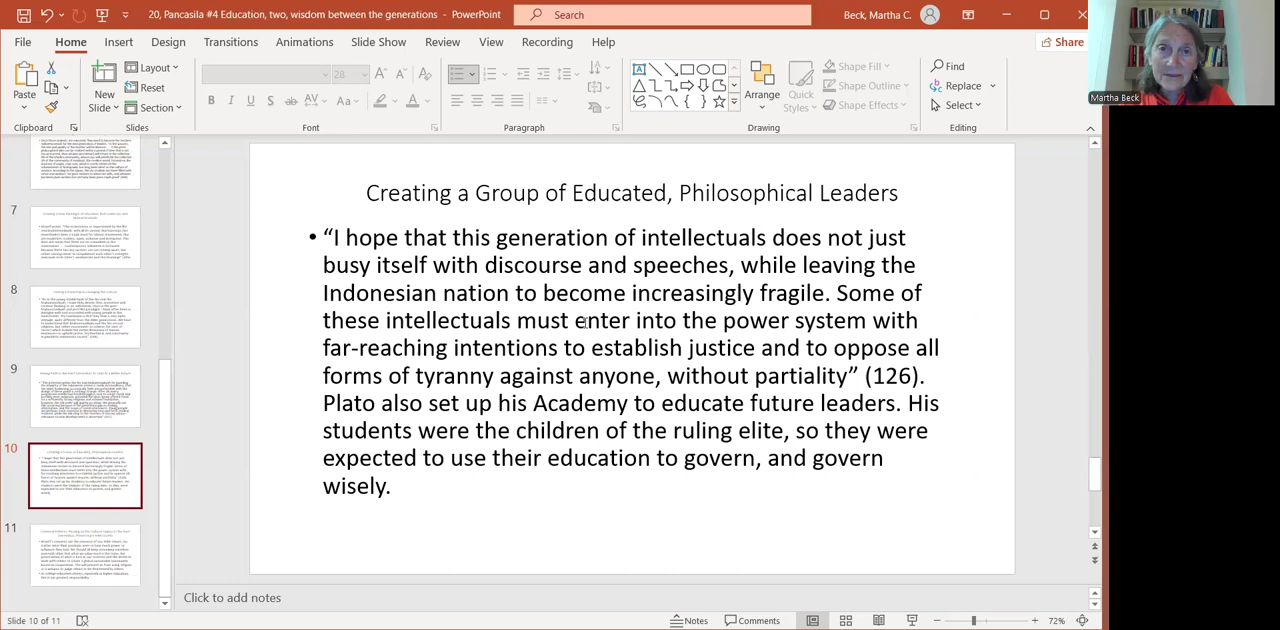 20, Pancasila #4 Education, two, wisdom between the generations - PowerPoint
Search
Beck, Martha C.
File Home Insert Design Slide Show Transitions Animations Review View Recording Help
Share
Paste
Clipboard
New Slide
Layout
Reset
Section
Slides
28
B I U S ab AV Aa
Font
Paragraph
Arrange
Quick Styles
Shape Fill
Shape Outline
Shape Effects
Drawing
Find
Replace
Select
Editing
Martha Beck
7
8
9
10
11
Creating a Group of Educated, Philosophical Leaders
• “I hope that this generation of intellectuals does not just
busy itself with discourse and speeches, while leaving the
Indonesian nation to become increasingly fragile. Some of
these intellectuals must enter into the power system with
far-reaching intentions to establish justice and to oppose all
forms of tyranny against anyone, without partiality” (126).
Plato also set up his Academy to educate future leaders. His
students were the children of the ruling elite, so they were
expected to use their education to govern, and govern
wisely.
Click to add notes
Slide 10 of 11
Notes
Comments
72%